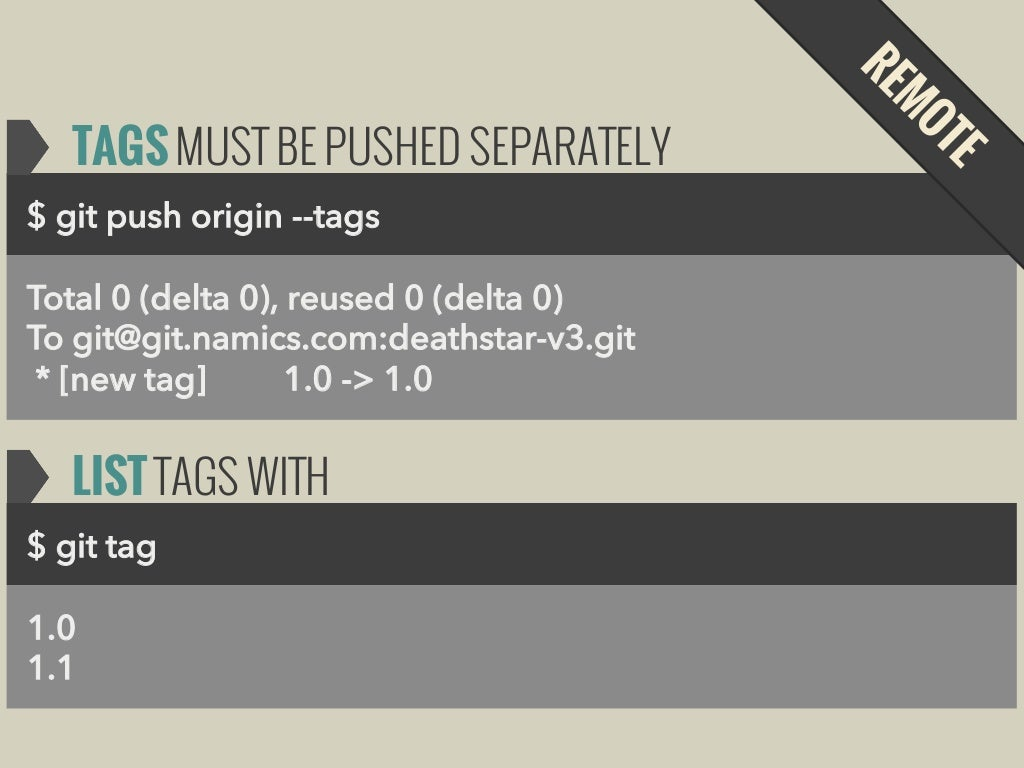 REMOTE
TAGS MUST BE PUSHED SEPARATELY
$ git push origin --tags
Total 0 (delta 0), reused 0 (delta 0)
To git@git.namics.com:deathstar-v3.git
* [new tag]         1.0 -> 1.0
LIST TAGS WITH
$ git tag
1.0
1.1